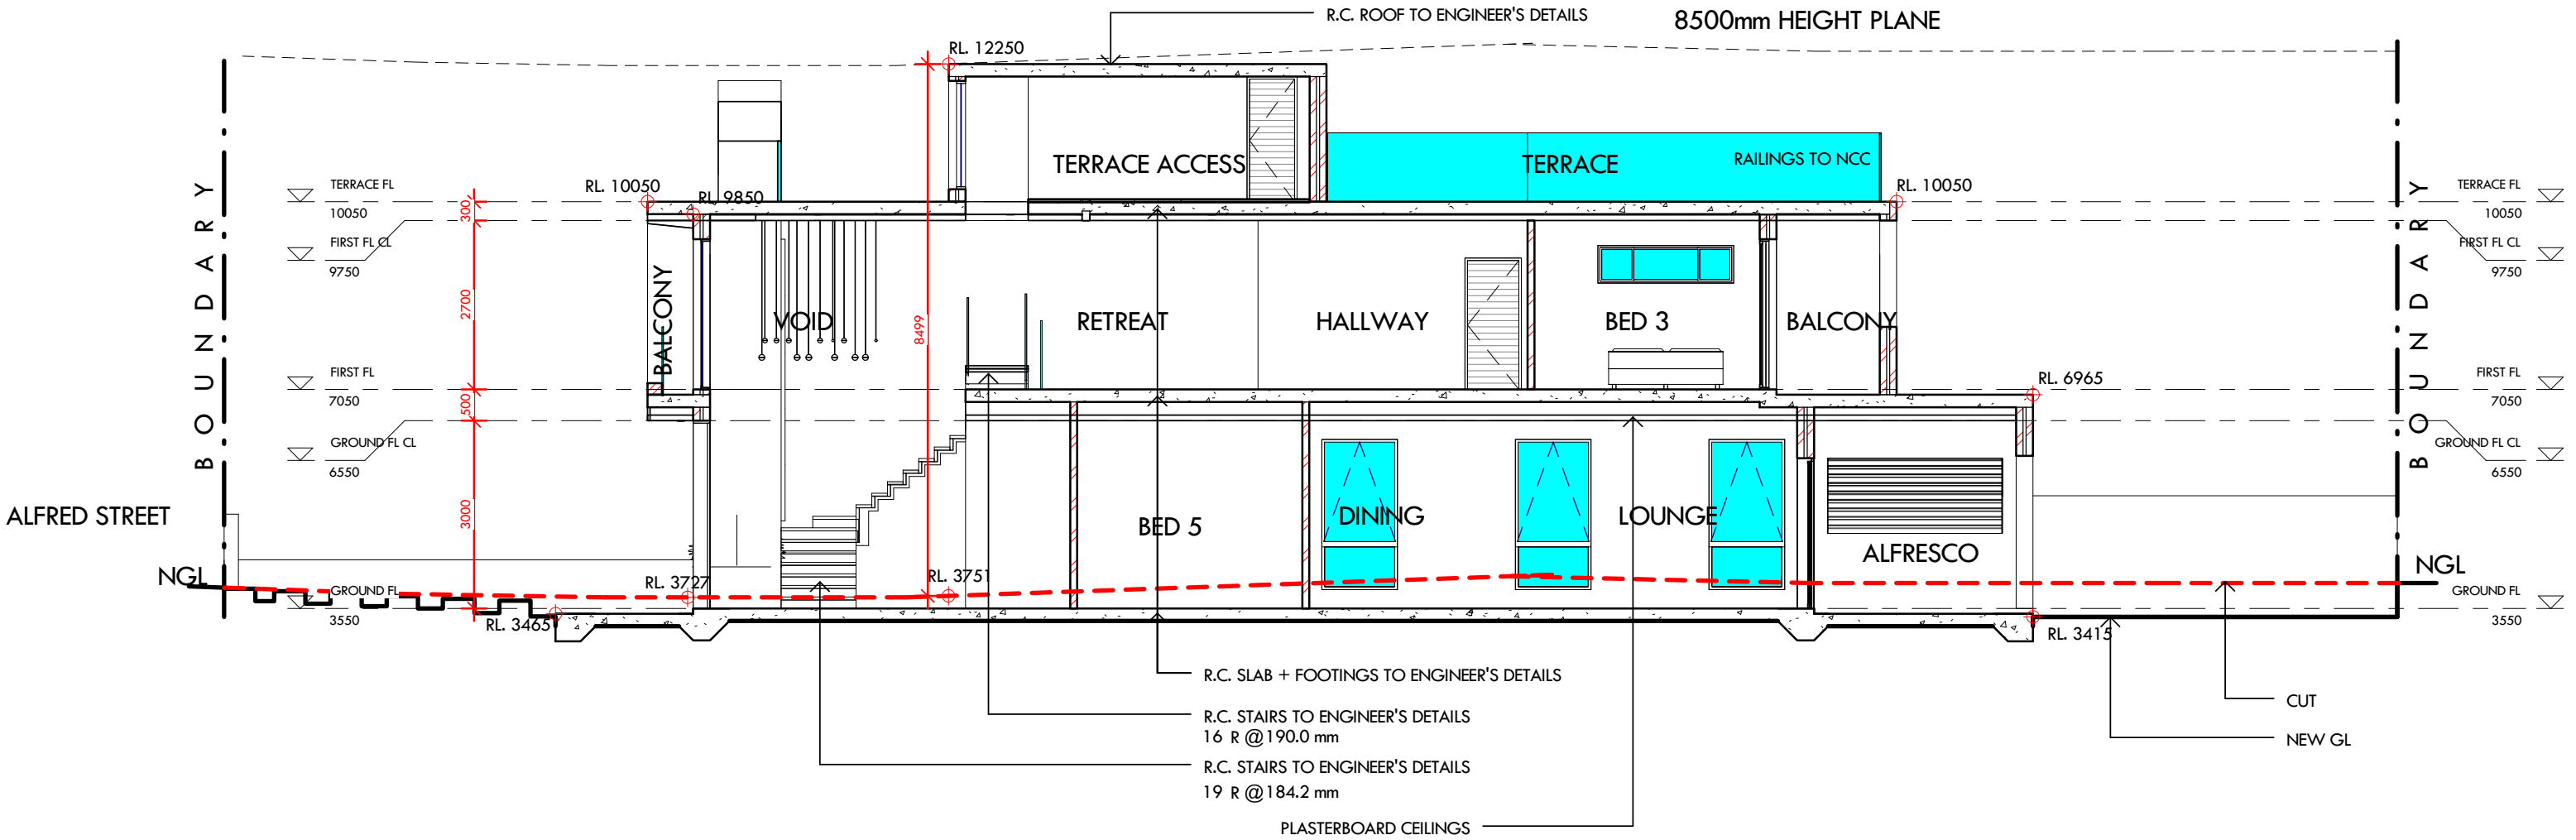 R.C. ROOF TO ENGINEER'S DETAILS
8500mm HEIGHT PLANE
RL. 12250
TERRACE ACCESS
TERRACE
RAILINGS TO NCC
BOUNDARY
TERRACE FL
10050
FIRST FL CL
9750
FIRST FL
7050
GROUND FL CL
6550
GROUND FL
3550
300
2700
500
3000
8499
RL. 10050
RL. 9850
RL. 10050
BALCONY
VOID
RETREAT
HALLWAY
BED 3
BALCONY
RL. 6965
BOUNDARY
TERRACE FL
10050
FIRST FL CL
9750
FIRST FL
7050
GROUND FL CL
6550
GROUND FL
3550
ALFRED STREET
BED 5
DINING
LOUNGE
ALFRESCO
NGL
RL. 3727
RL. 3751
NGL
RL. 3465
RL. 3415
R.C. SLAB + FOOTINGS TO ENGINEER'S DETAILS
R.C. STAIRS TO ENGINEER'S DETAILS
16 R @190.0 mm
R.C. STAIRS TO ENGINEER'S DETAILS
19 R @184.2 mm
PLASTERBOARD CEILINGS
CUT
NEW GL